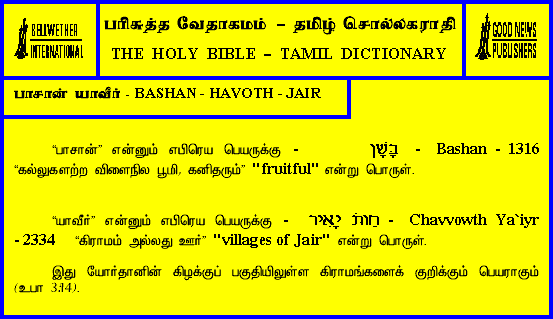 BELLWETHER
INTERNATIONAL
பரிசுத்த வேதாகமம் – தமிழ் சொல்லகராதி
THE HOLY BIBLE – TAMIL DICTIONARY
GOOD NEWS
PUBLISHERS
பாசான் யாவீர் - BASHAN - HAVOTH - JAIR
“பாசான்” என்னும் எபிரெய பெயருக்கு - בָּשָׁן - Bashan - 1316
“கல்லுகளற்ற விளைநில பூமி, கனிதரும்” "fruitful" என்று பொருள்.
“யாவீர்” என்னும் எபிரெய பெயருக்கு - חַוֹּת יָאִיר - Chavvowth Ya`iyr
- 2334 “கிராமம் அல்லது ஊர்” "villages of Jair" என்று பொருள்.
இது யோர்தானின் கிழக்குப் பகுதியிலுள்ள கிராமங்களைக் குறிக்கும் பெயராகும்
(உபா 3:14).